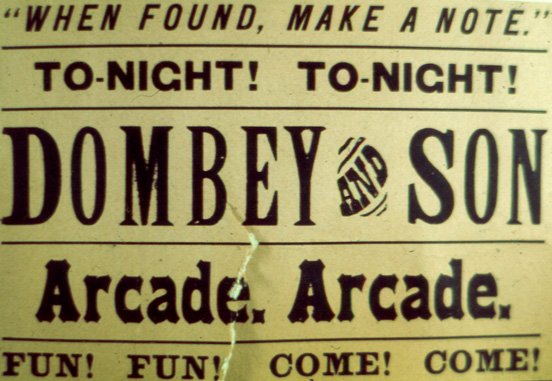 "WHEN FOUND, MAKE A NOTE."
TO-NIGHT! TO-NIGHT!
DOMBEY AND SON
Arcade. Arcade.
FUN! FUN! COME! COME!